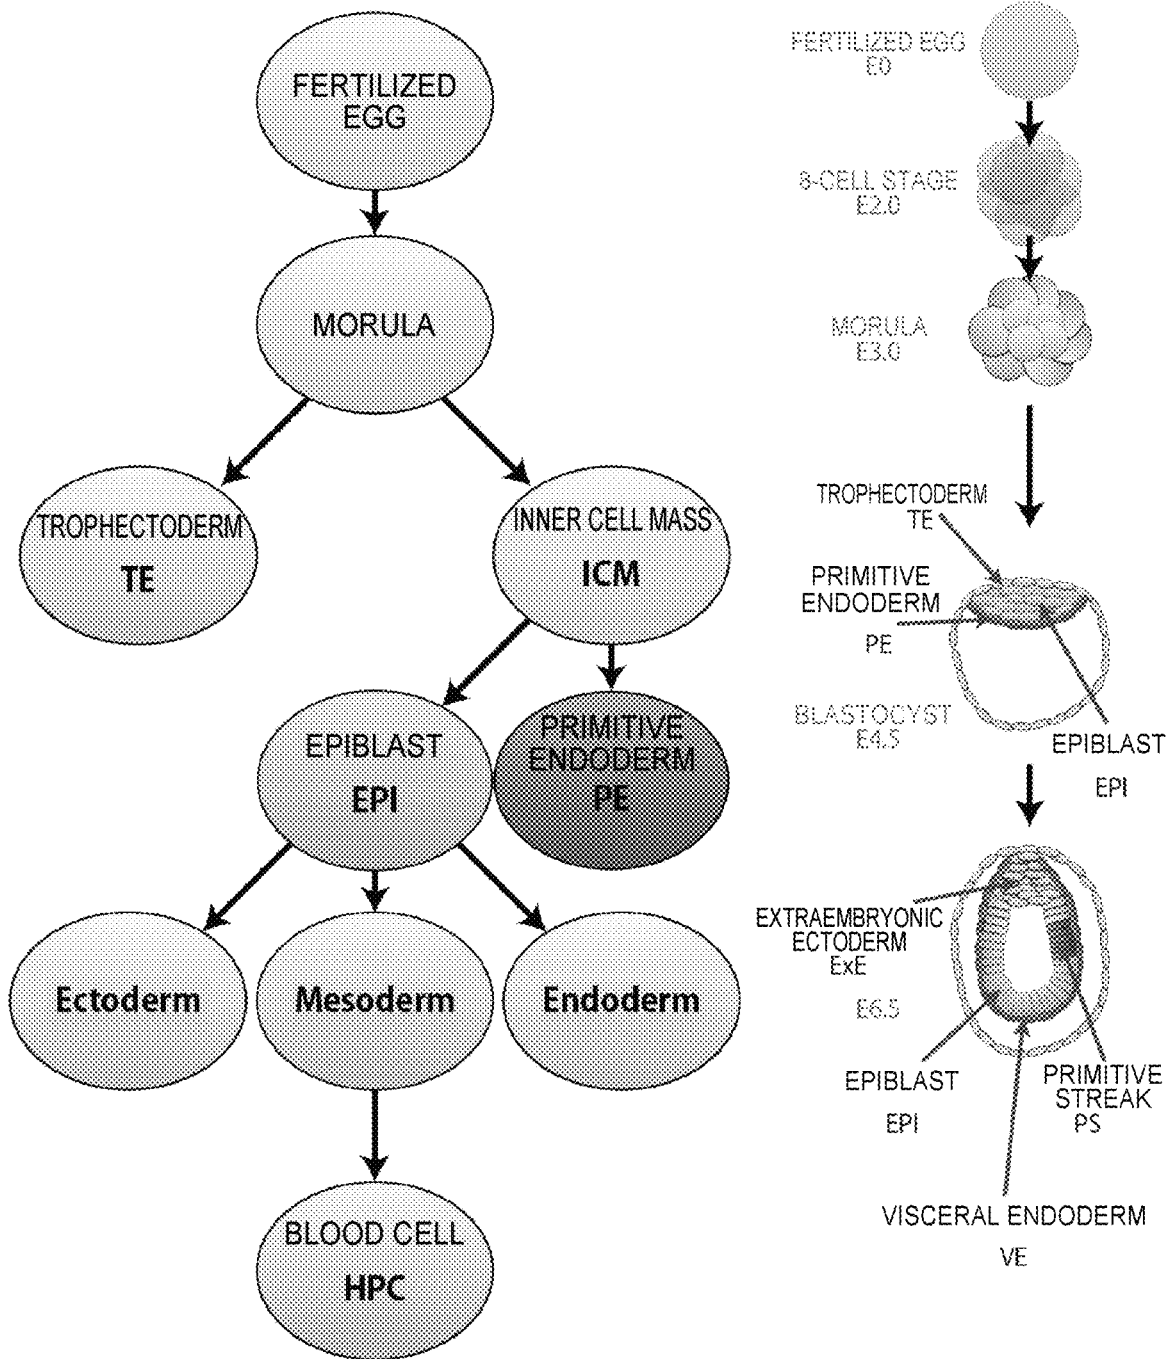 FERTILIZED
EGG
MORULA
TROPHECTODERM
TE
INNER CELL MASS
ICM
EPIBLAST
EPI
PRIMITIVE
ENDODERM
PE
Ectoderm
Mesoderm
Endoderm
BLOOD CELL
HPC
FERTILIZED EGG
E0
8-CELL STAGE
E2.0
MORULA
E3.0
TROPHECTODERM
TE
PRIMITIVE
ENDODERM
PE
BLASTOCYST
E4.5
EPIBLAST
EPI
EXTRAEMBRYONIC
ECTODERM
ExE
E6.5
EPIBLAST
EPI
PRIMITIVE
STREAK
PS
VISCERAL ENDODERM
VE